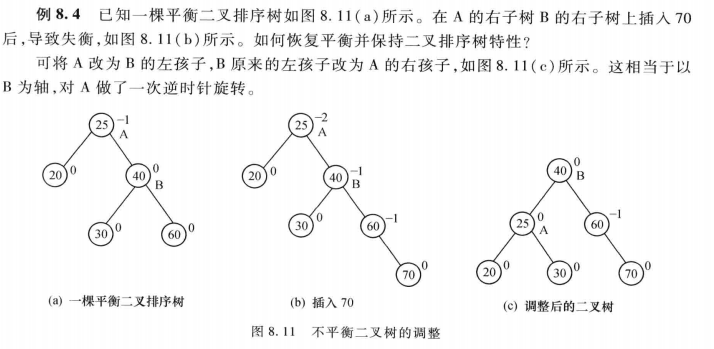 例 8.4 已知一棵平衡二叉排序树如图 8.11(a)所示。在 A 的右子树 B 的右子树上插入 70
后,导致失衡,如图 8.11(b)所示。如何恢复平衡并保持二叉排序树特性?
可将 A 改为 B 的左孩子,B 原来的左孩子改为 A 的右孩子,如图 8.11(c)所示。这相当于以
B 为轴,对 A 做了一次逆时针旋转。
25 -1 A
20 0
40 0 B
30 0
60 0
(a) 一棵平衡二叉排序树
25 -2 A
20 0
40 -1 B
30 0
60 -1
70 0
(b) 插入 70
40 0 B
25 0 A
60 -1
20 0
30 0
70 0
(c) 调整后的二叉树
图 8.11 不平衡二叉树的调整